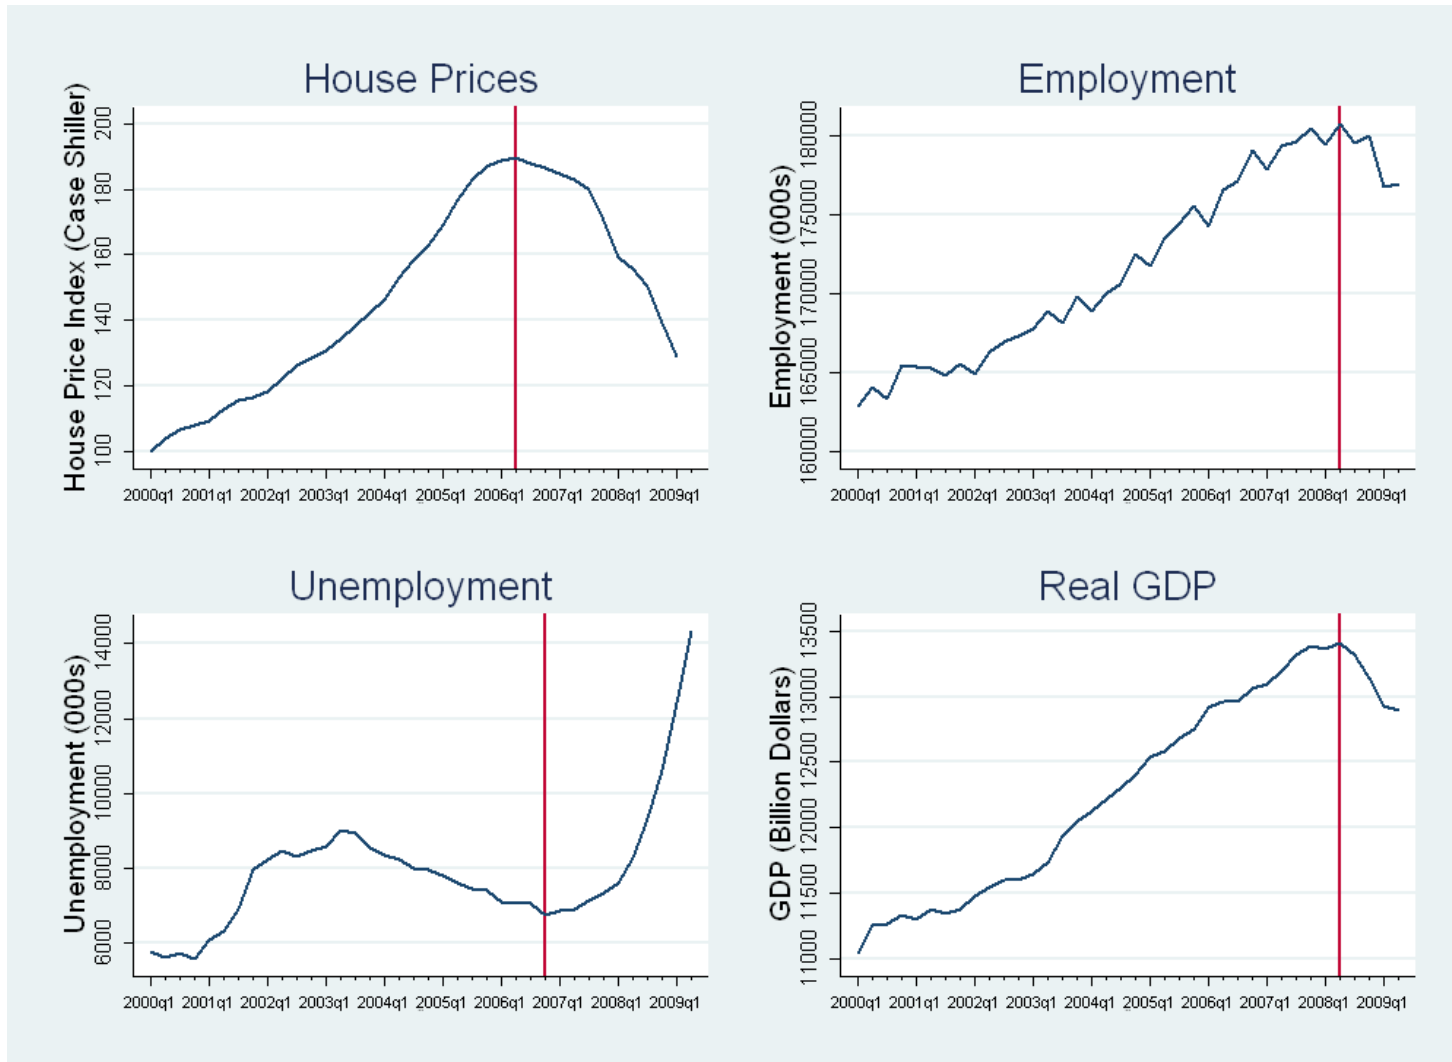 House Prices
House Price Index (Case Shiller)
200
180
160
140
120
100
2000q1 2001q1 2002q1 2003q1 2004q1 2005q1 2006q1 2007q1 2008q1 2009q1
Employment
Employment (000s)
180000
175000
170000
165000
160000
2000q1 2001q1 2002q1 2003q1 2004q1 2005q1 2006q1 2007q1 2008q1 2009q1
Unemployment
Unemployment (000s)
14000
12000
10000
8000
6000
2000q1 2001q1 2002q1 2003q1 2004q1 2005q1 2006q1 2007q1 2008q1 2009q1
Real GDP
GDP (Billion Dollars)
13500
13000
12500
12000
11500
11000
2000q1 2001q1 2002q1 2003q1 2004q1 2005q1 2006q1 2007q1 2008q1 2009q1